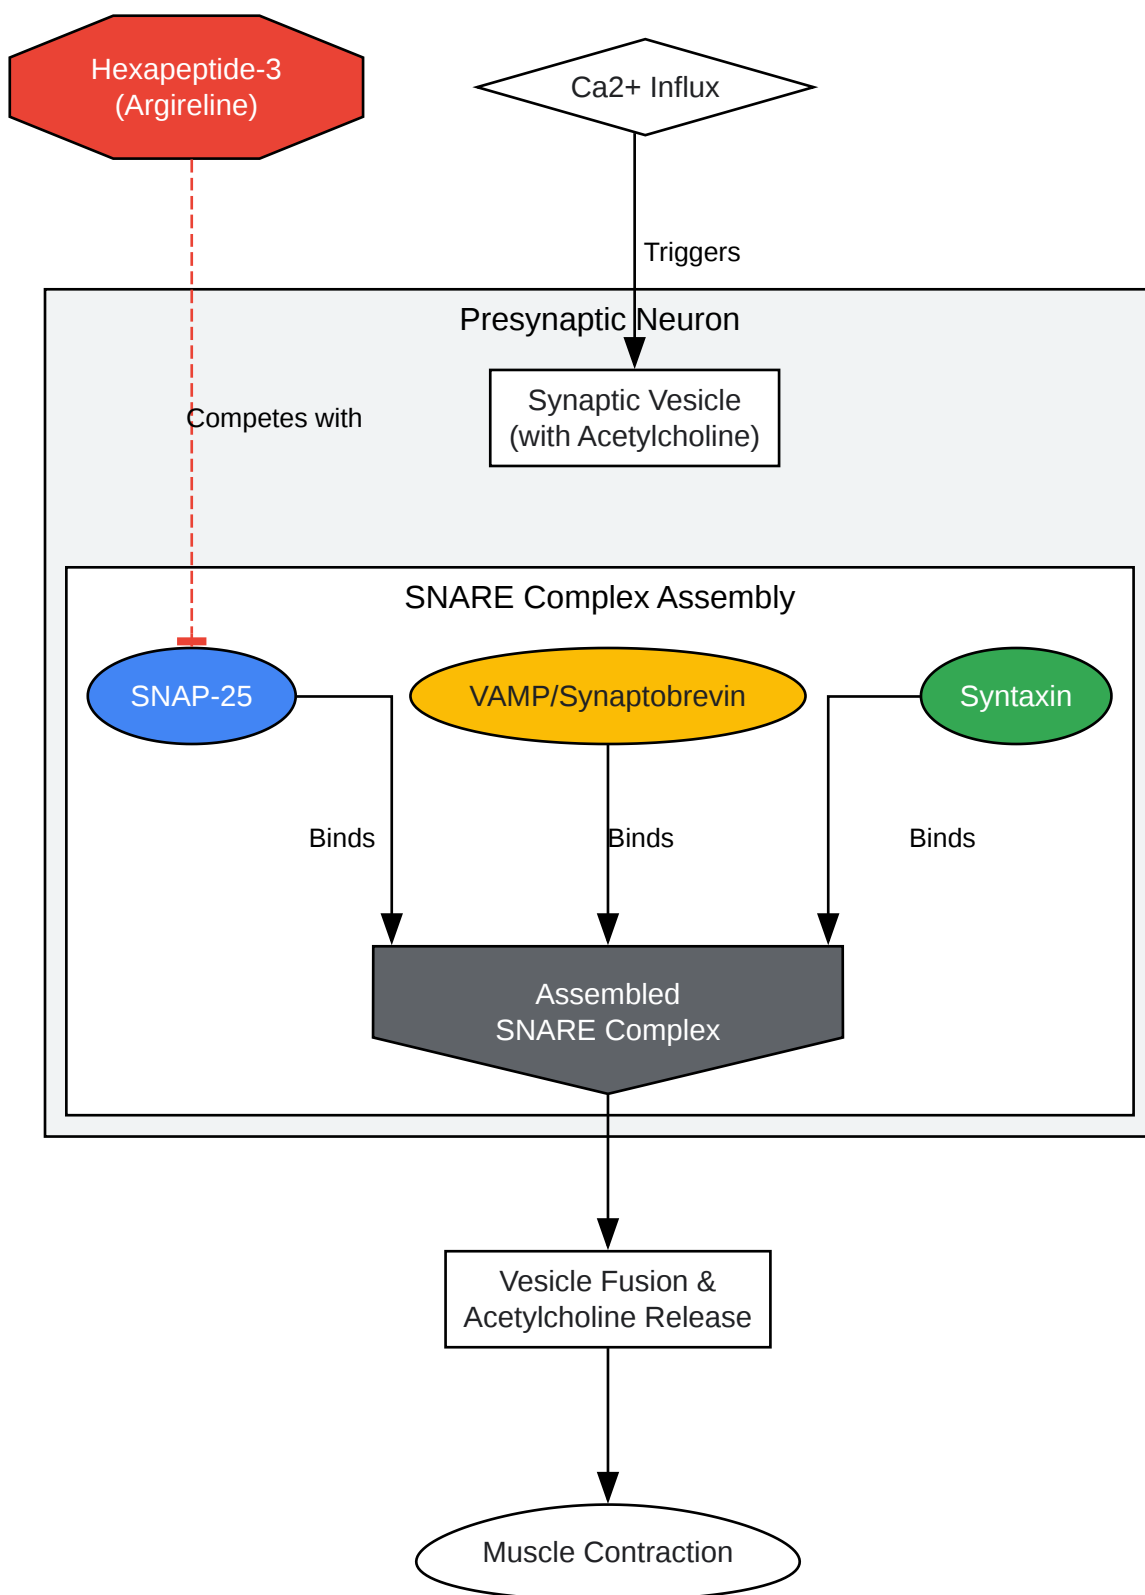 Hexapeptide-3
(Argireline)
Ca2+ Influx
Triggers
Presynaptic Neuron
Synaptic Vesicle
(with Acetylcholine)
Competes with
SNARE Complex Assembly
SNAP-25
VAMP/Synaptobrevin
Syntaxin
Binds
Binds
Binds
Assembled
SNARE Complex
Vesicle Fusion &
Acetylcholine Release
Muscle Contraction